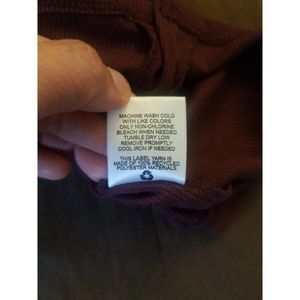 MACHINE WASH COLD
WITH LIKE COLORS
ONLY NON-CHLORINE
BLEACH WHEN NEEDED
TUMBLE DRY LOW
REMOVE PROMPTLY
COOL IRON IF NEEDED
THIS LABEL YARN IS
MADE OF 100% RECYCLED
POLYESTER MATERIALS